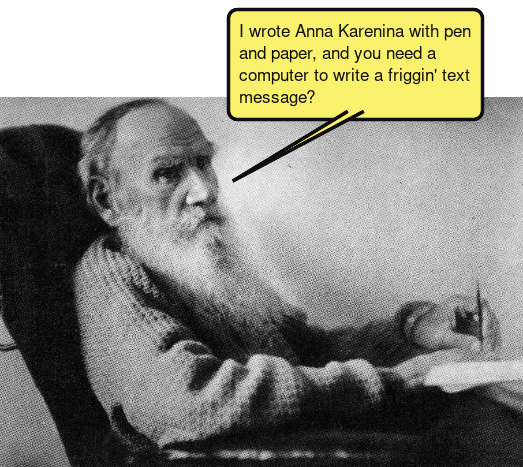 I wrote Anna Karenina with pen
and paper, and you need a
computer to write a friggin' text
message?